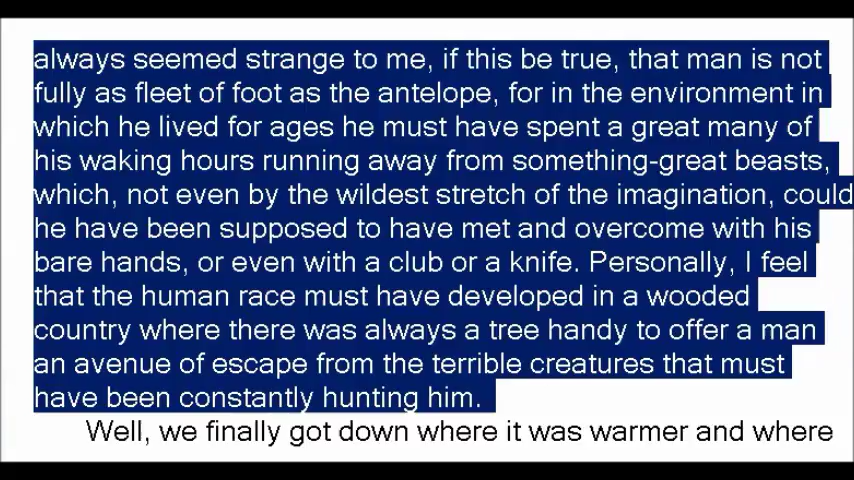 always seemed strange to me, if this be true, that man is not
fully as fleet of foot as the antelope, for in the environment in
which he lived for ages he must have spent a great many of
his waking hours running away from something-great beasts,
which, not even by the wildest stretch of the imagination, could
he have been supposed to have met and overcome with his
bare hands, or even with a club or a knife. Personally, I feel
that the human race must have developed in a wooded
country where there was always a tree handy to offer a man
an avenue of escape from the terrible creatures that must
have been constantly hunting him.
Well, we finally got down where it was warmer and where